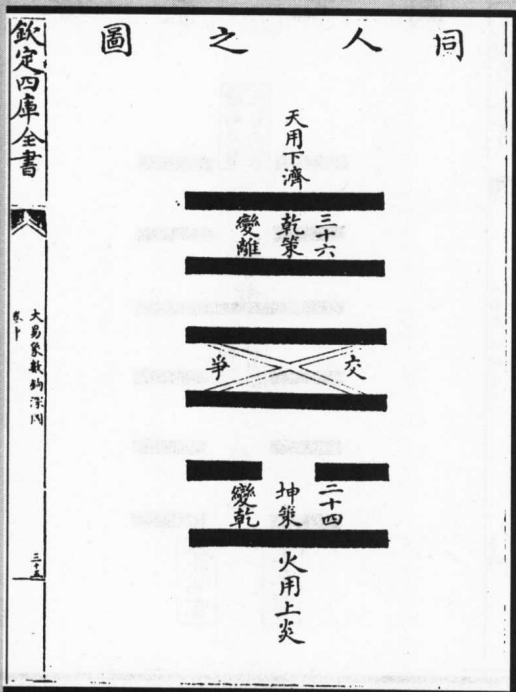 同人之圖
天用下濟
三十六
乾策
變離
交
爭
二十四
坤策
變乾
火用上炎
欽定四庫全書
大易象數鈎深圖
卷中
三十五